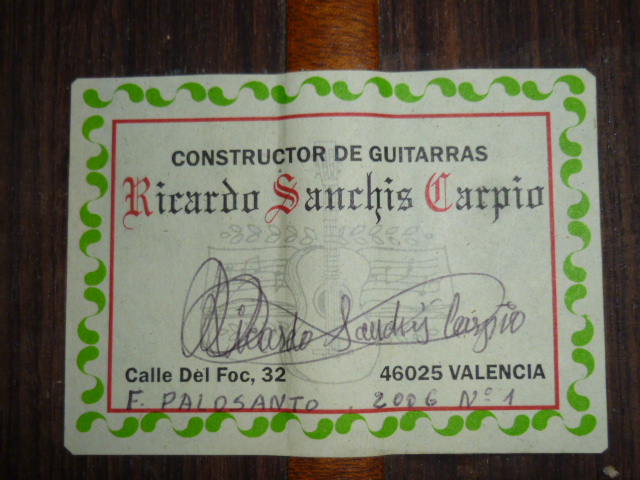 CONSTRUCTOR DE GUITARRAS
Ricardo Sanchis Carpio
Ricardo Sanchis Carpio
Calle Del Foc, 32 46025 VALENCIA
F. PALOSANTO . 2006 Nº 1